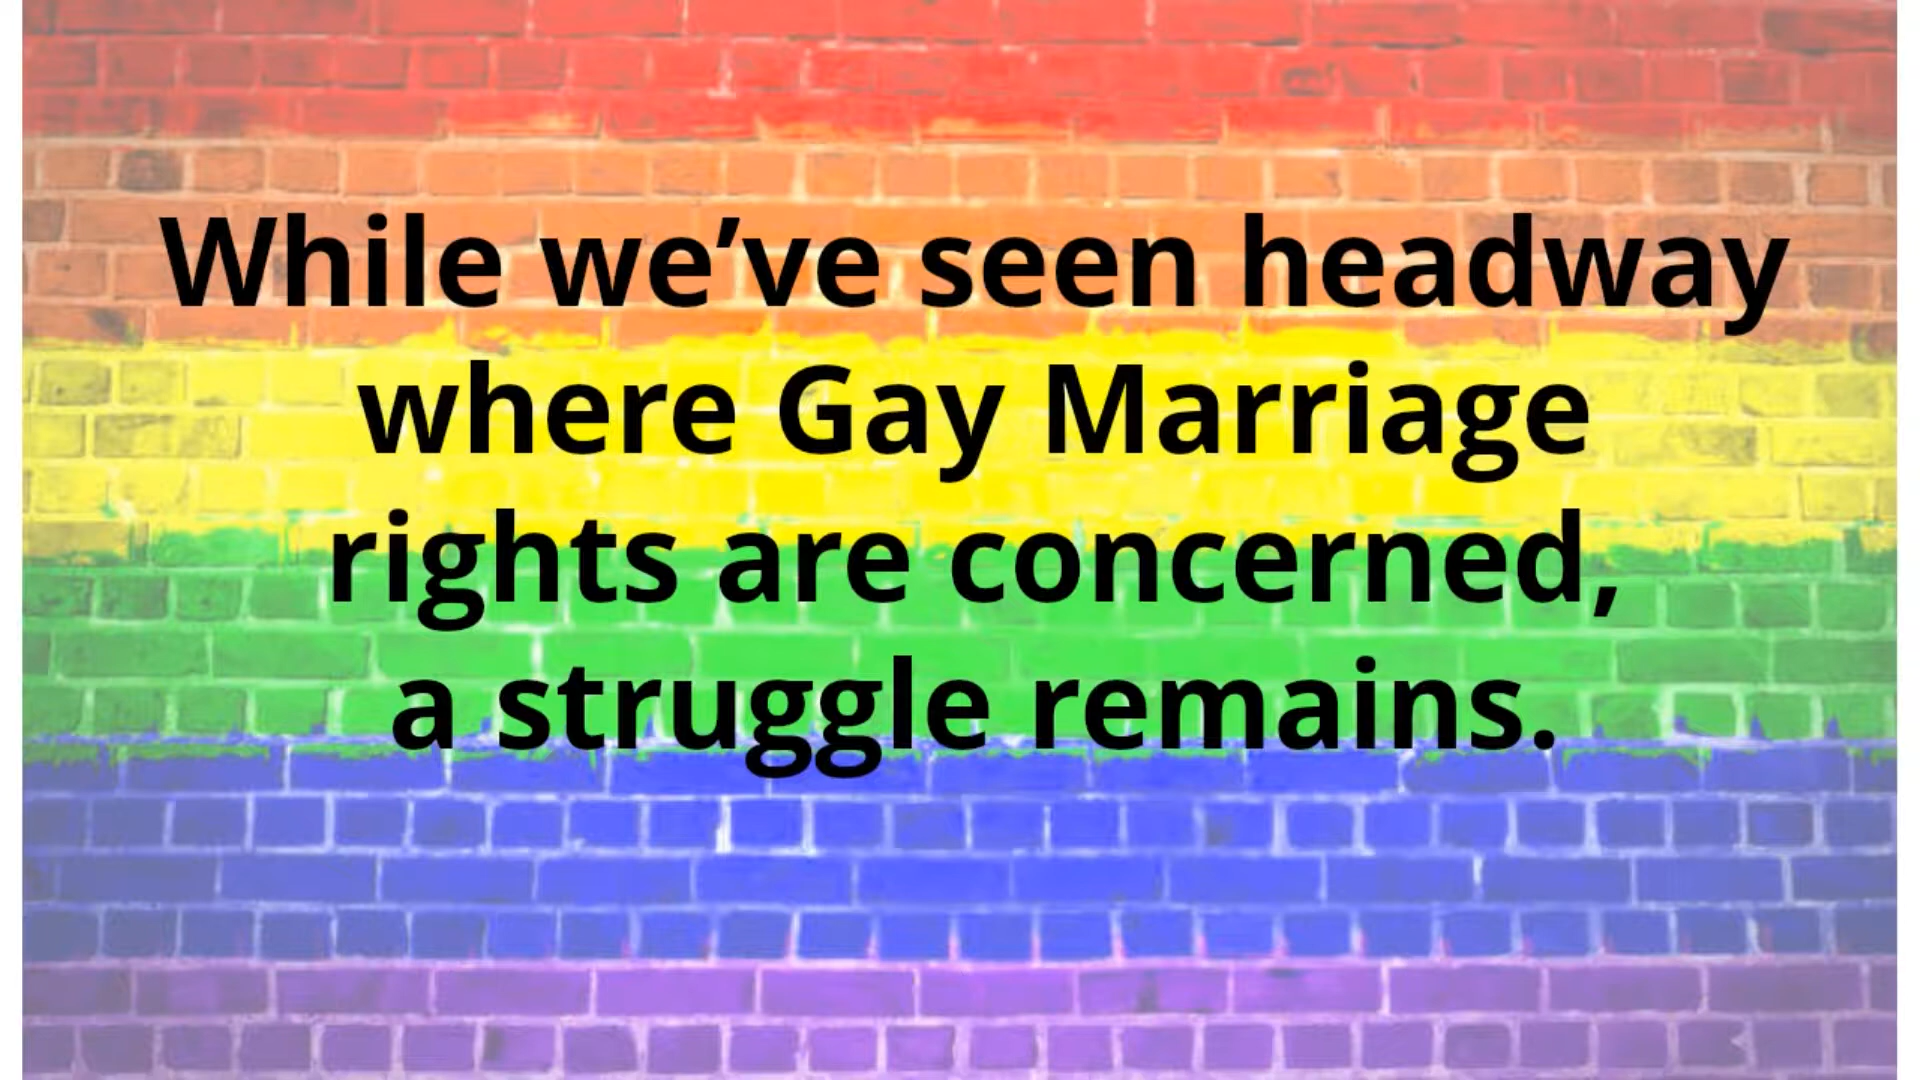 While we’ve seen headway
where Gay Marriage
rights are concerned,
a struggle remains.